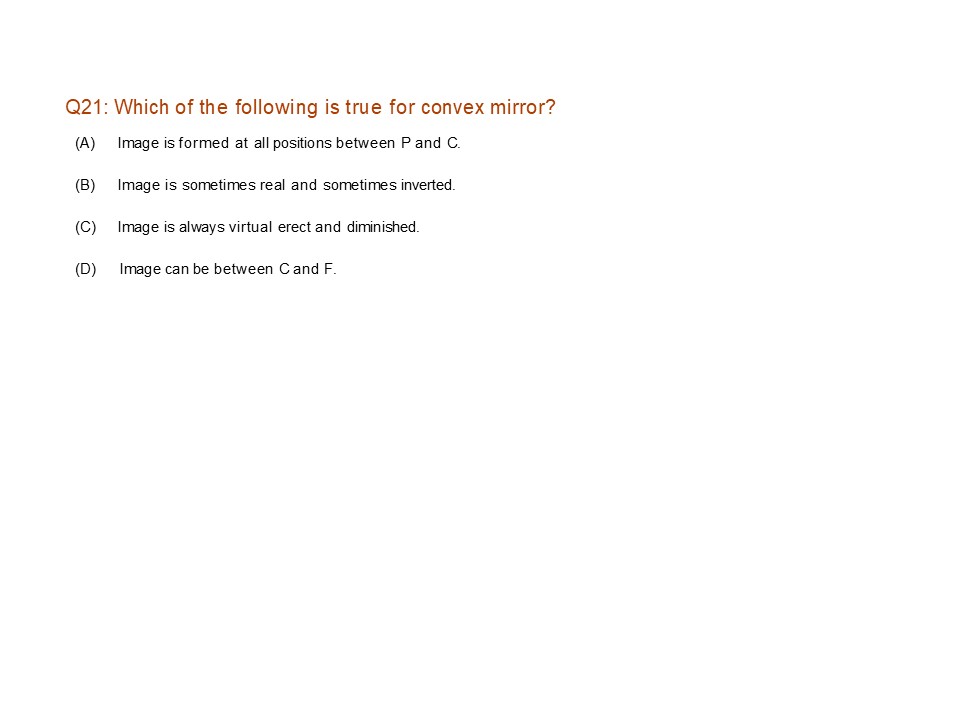 Q21: Which of the following is true for convex mirror?
(A) Image is formed at all positions between P and C.
(B) Image is sometimes real and sometimes inverted.
(C) Image is always virtual erect and diminished.
(D) Image can be between C and F.